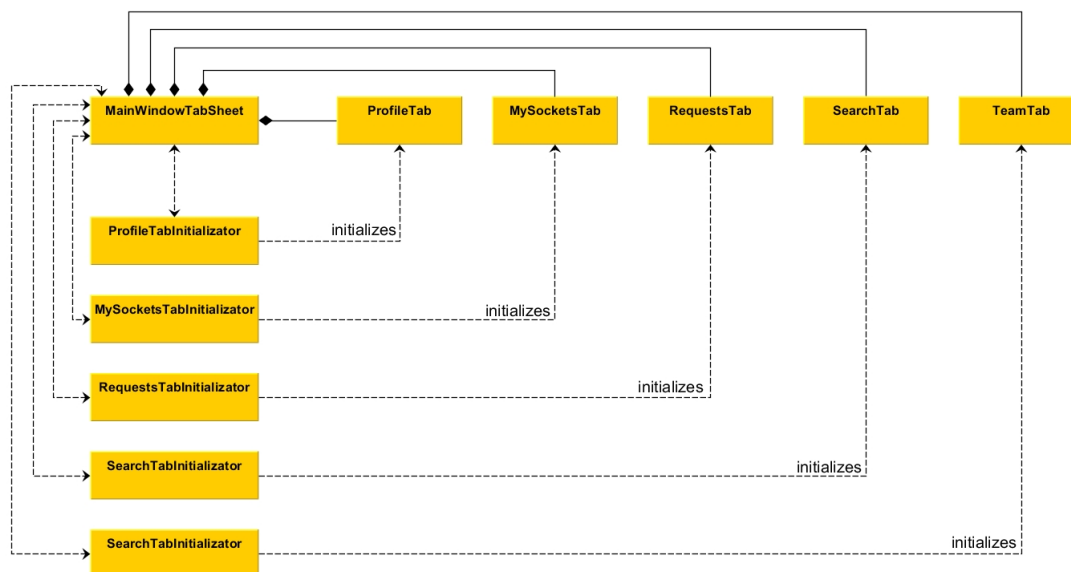 MainWindowTabSheet
ProfileTab
MySocketsTab
RequestsTab
SearchTab
TeamTab
ProfileTabInitializator
initializes
MySocketsTabInitializator
initializes
RequestsTabInitializator
initializes
SearchTabInitializator
initializes
SearchTabInitializator
initializes